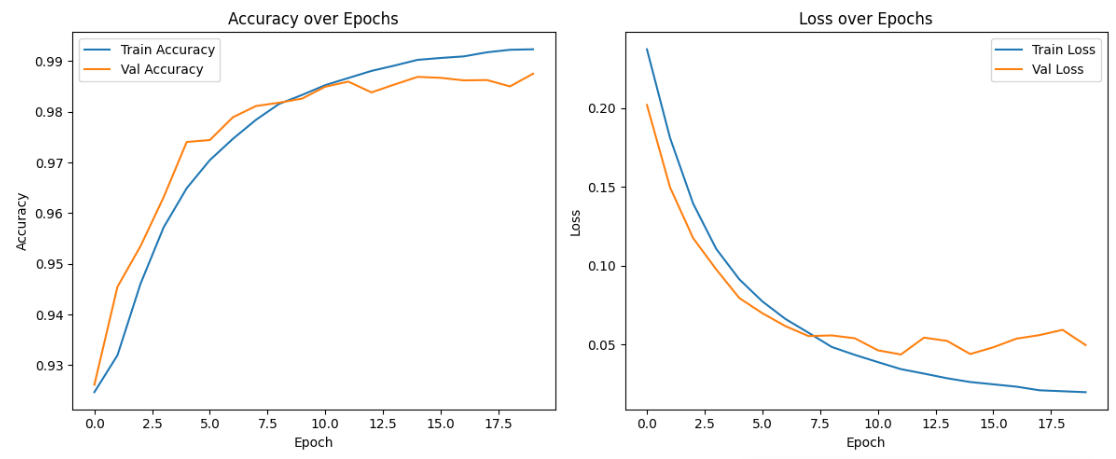 Accuracy over Epochs
Train Accuracy
Val Accuracy
0.99
0.98
0.97
0.96
0.95
0.94
0.93
Accuracy
0.0 2.5 5.0 7.5 10.0 12.5 15.0 17.5
Epoch
Loss over Epochs
Train Loss
Val Loss
0.20
0.15
0.10
0.05
Loss
0.0 2.5 5.0 7.5 10.0 12.5 15.0 17.5
Epoch